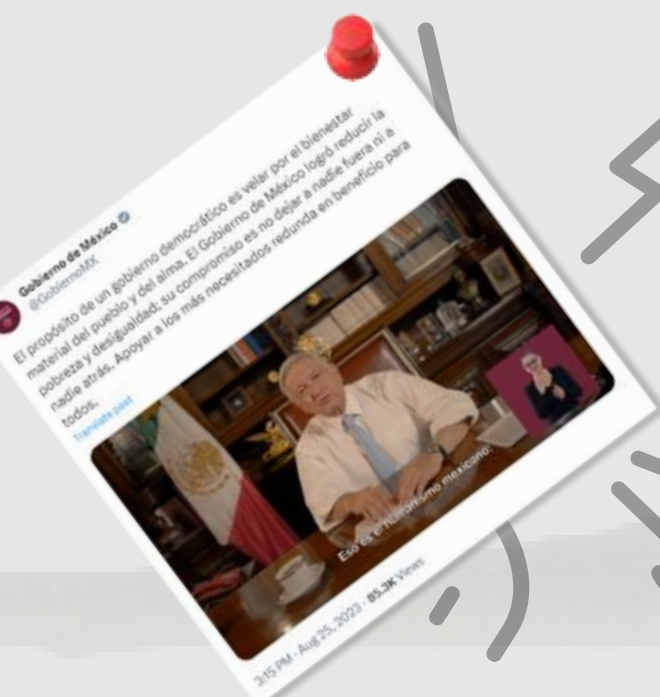 Gobierno de México
@GobiernoMX
El propósito de un gobierno democrático es velar por el bienestar
material del pueblo y del alma. El Gobierno de México logró reducir la
pobreza y desigualdad; su compromiso es no dejar a nadie fuera ni a
nadie atrás. Apoyar a los más necesitados redunda en beneficio para
todos.
Translate post
Eso es el humanismo mexicano.
3:15 PM · Aug 25, 2023 · 85.3K Views